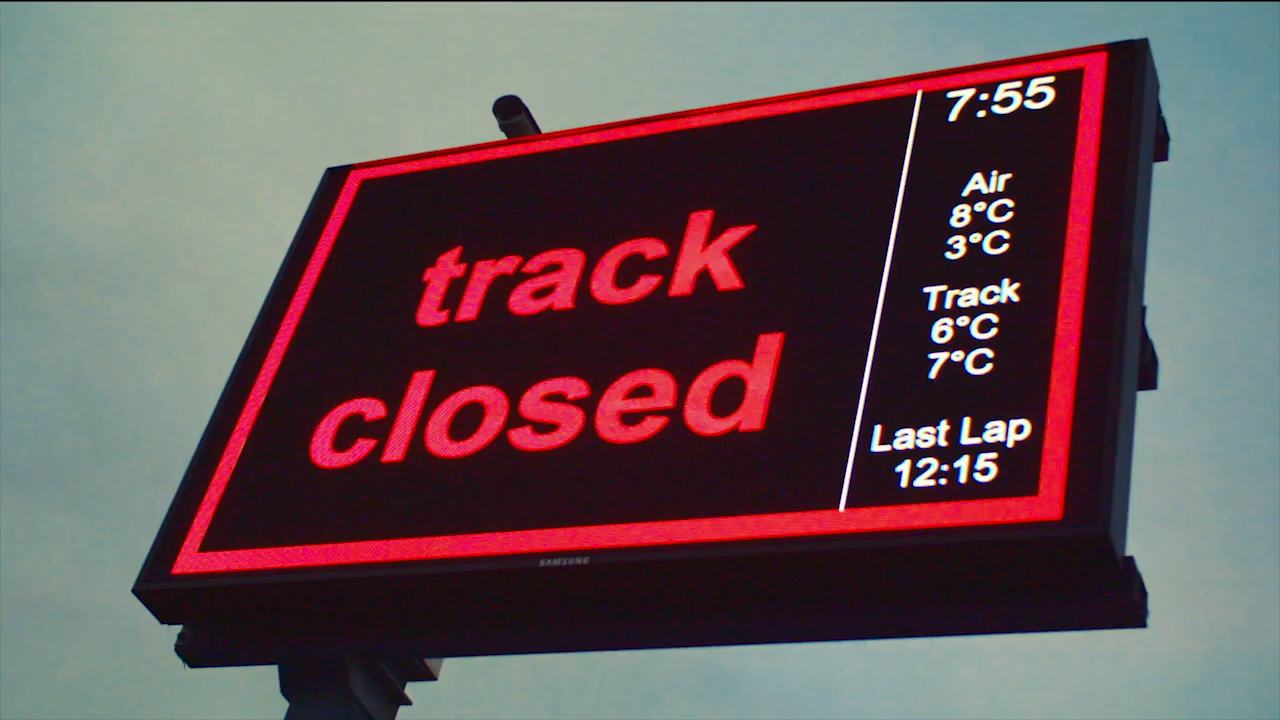 track
closed
7:55
Air
8°C
3°C
Track
6°C
7°C
Last Lap
12:15
SAMSUNG